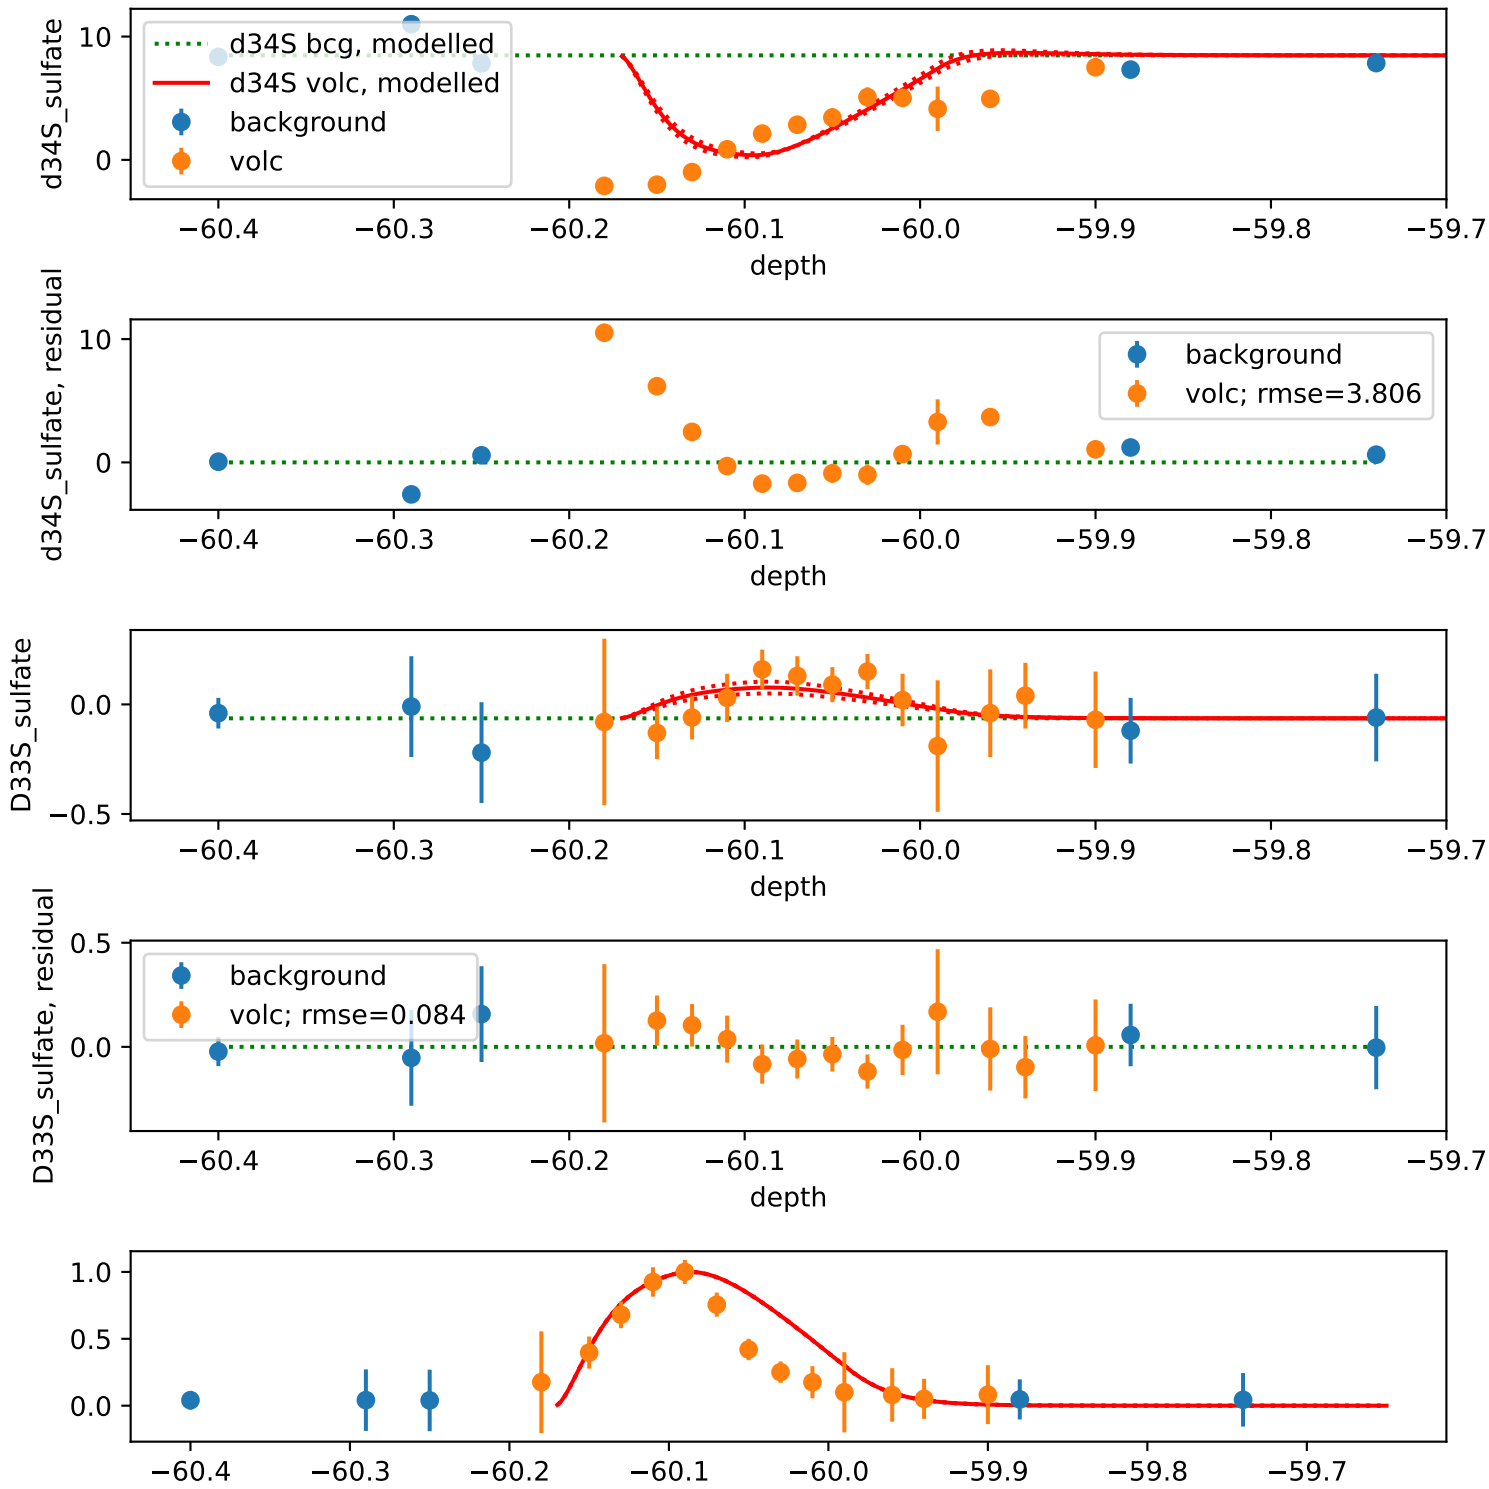 d34S_sulfate
10
0
d34S bcg, modelled
d34S volc, modelled
background
volc
−60.4 −60.3 −60.2 −60.1 −60.0 −59.9 −59.8 −59.7
depth
d34S_sulfate, residual
10
0
background
volc; rmse=3.806
−60.4 −60.3 −60.2 −60.1 −60.0 −59.9 −59.8 −59.7
depth
D33S_sulfate
0.0
−0.5
−60.4 −60.3 −60.2 −60.1 −60.0 −59.9 −59.8 −59.7
depth
D33S_sulfate, residual
0.5
0.0
background
volc; rmse=0.084
−60.4 −60.3 −60.2 −60.1 −60.0 −59.9 −59.8 −59.7
depth
1.0
0.5
0.0
−60.4 −60.3 −60.2 −60.1 −60.0 −59.9 −59.8 −59.7